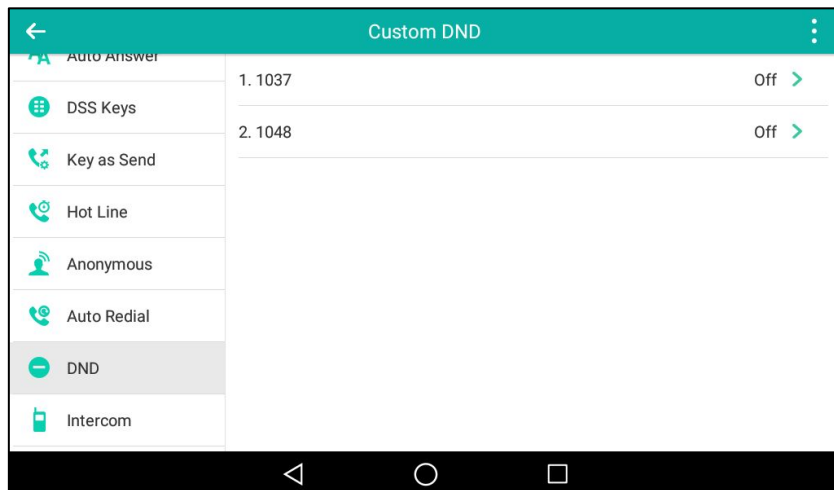 Custom DND
Auto Answer
DSS Keys
Key as Send
Hot Line
Anonymous
Auto Redial
DND
Intercom
1. 1037 Off
2. 1048 Off